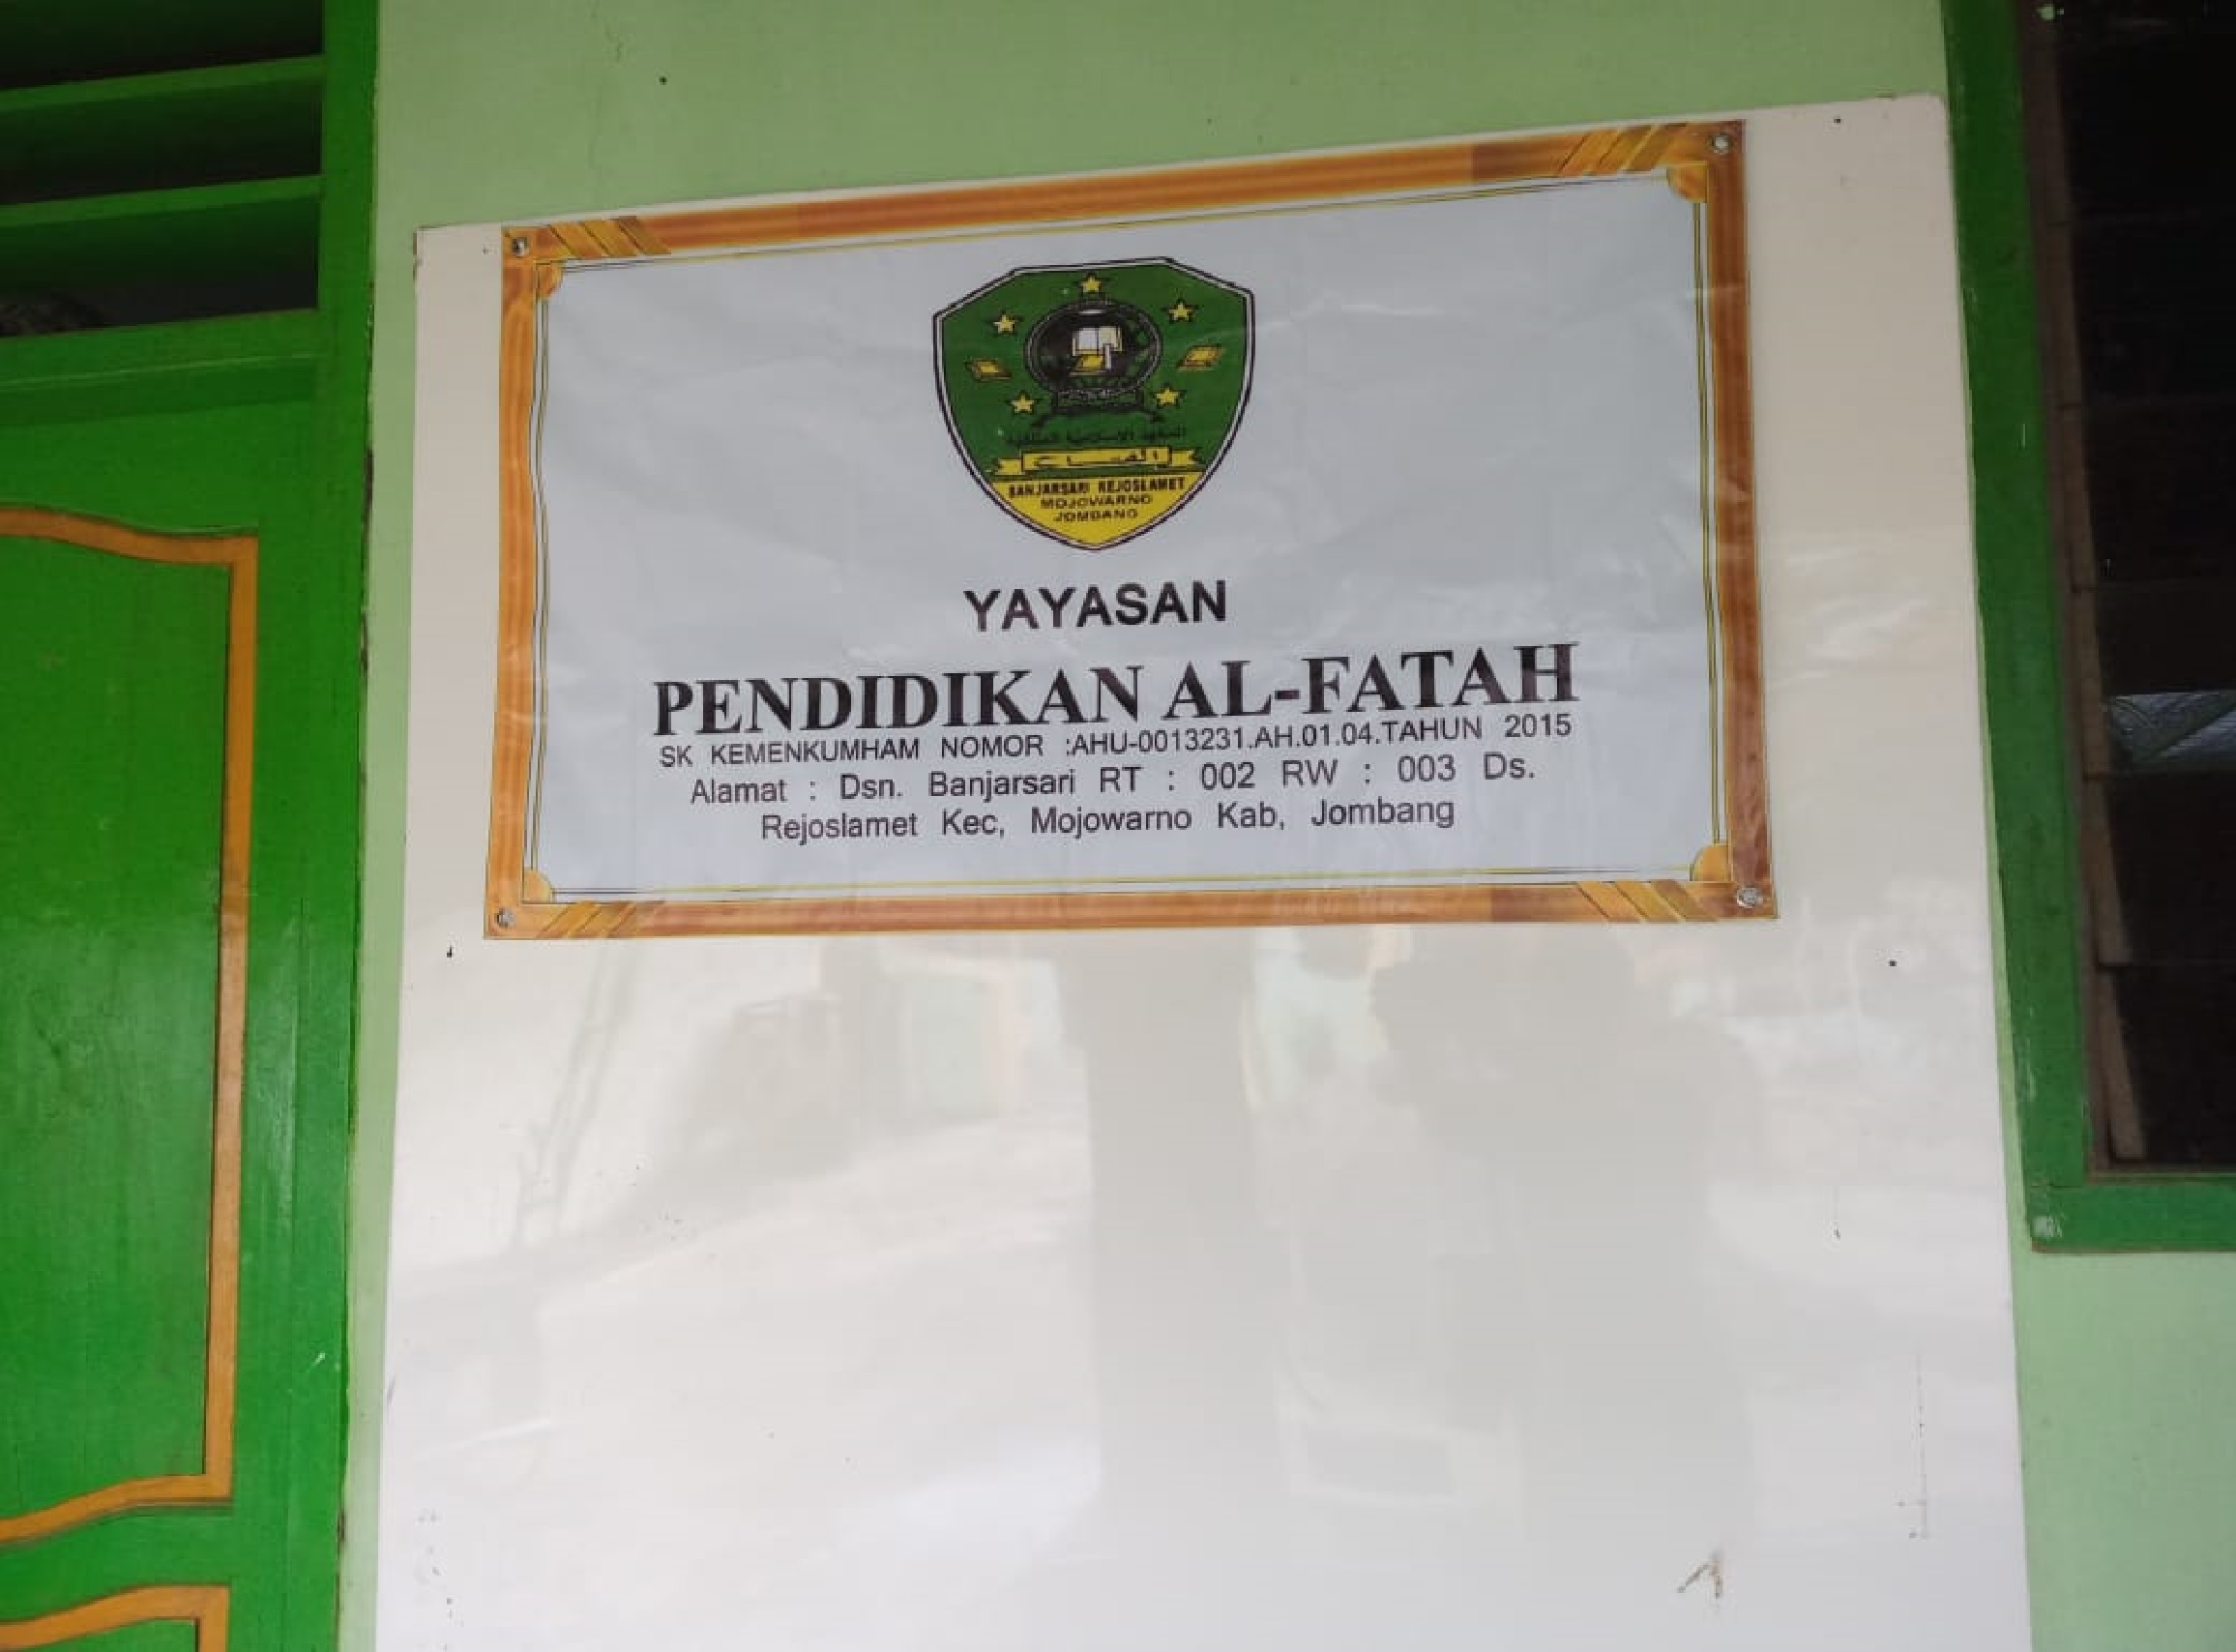 الفتاح
BANJARSARI REJOSLAMET
MOJOWARNO
JOMBANG
YAYASAN
PENDIDIKAN AL-FATAH
SK KEMENKUMHAM NOMOR :AHU-0013231.AH.01.04.TAHUN 2015
Alamat : Dsn. Banjarsari RT : 002 RW : 003 Ds.
Rejoslamet Kec, Mojowarno Kab, Jombang